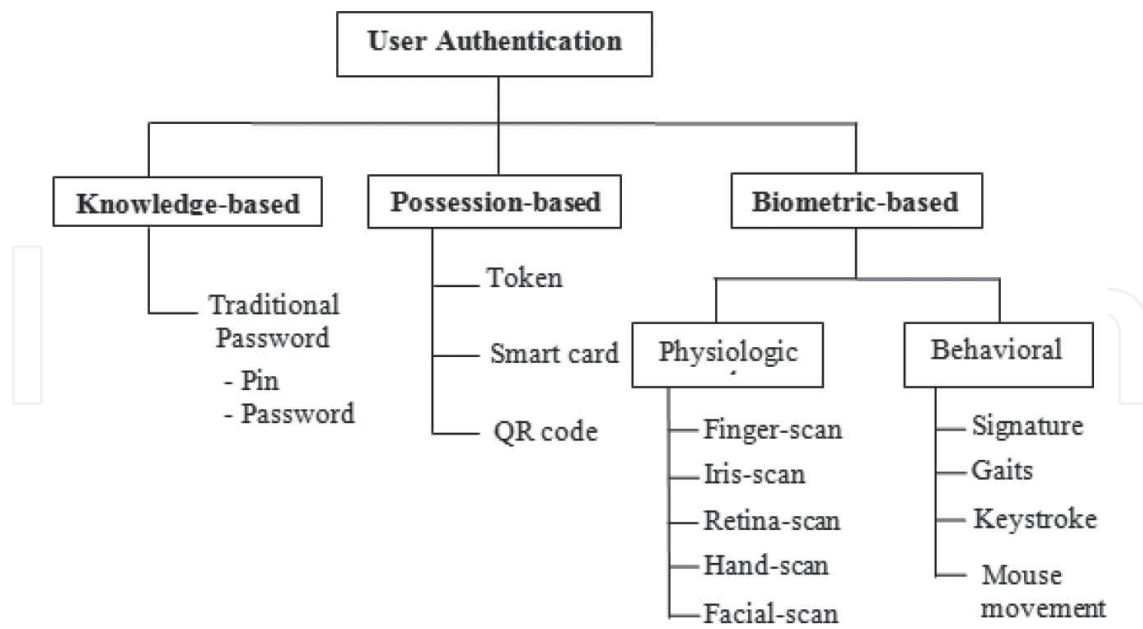 User Authentication
Knowledge-based
Possession-based
Biometric-based
Traditional
Password
- Pin
- Password
Token
Smart card
QR code
Physiologic
Behavioral
Finger-scan
Iris-scan
Retina-scan
Hand-scan
Facial-scan
Signature
Gaits
Keystroke
Mouse
movement